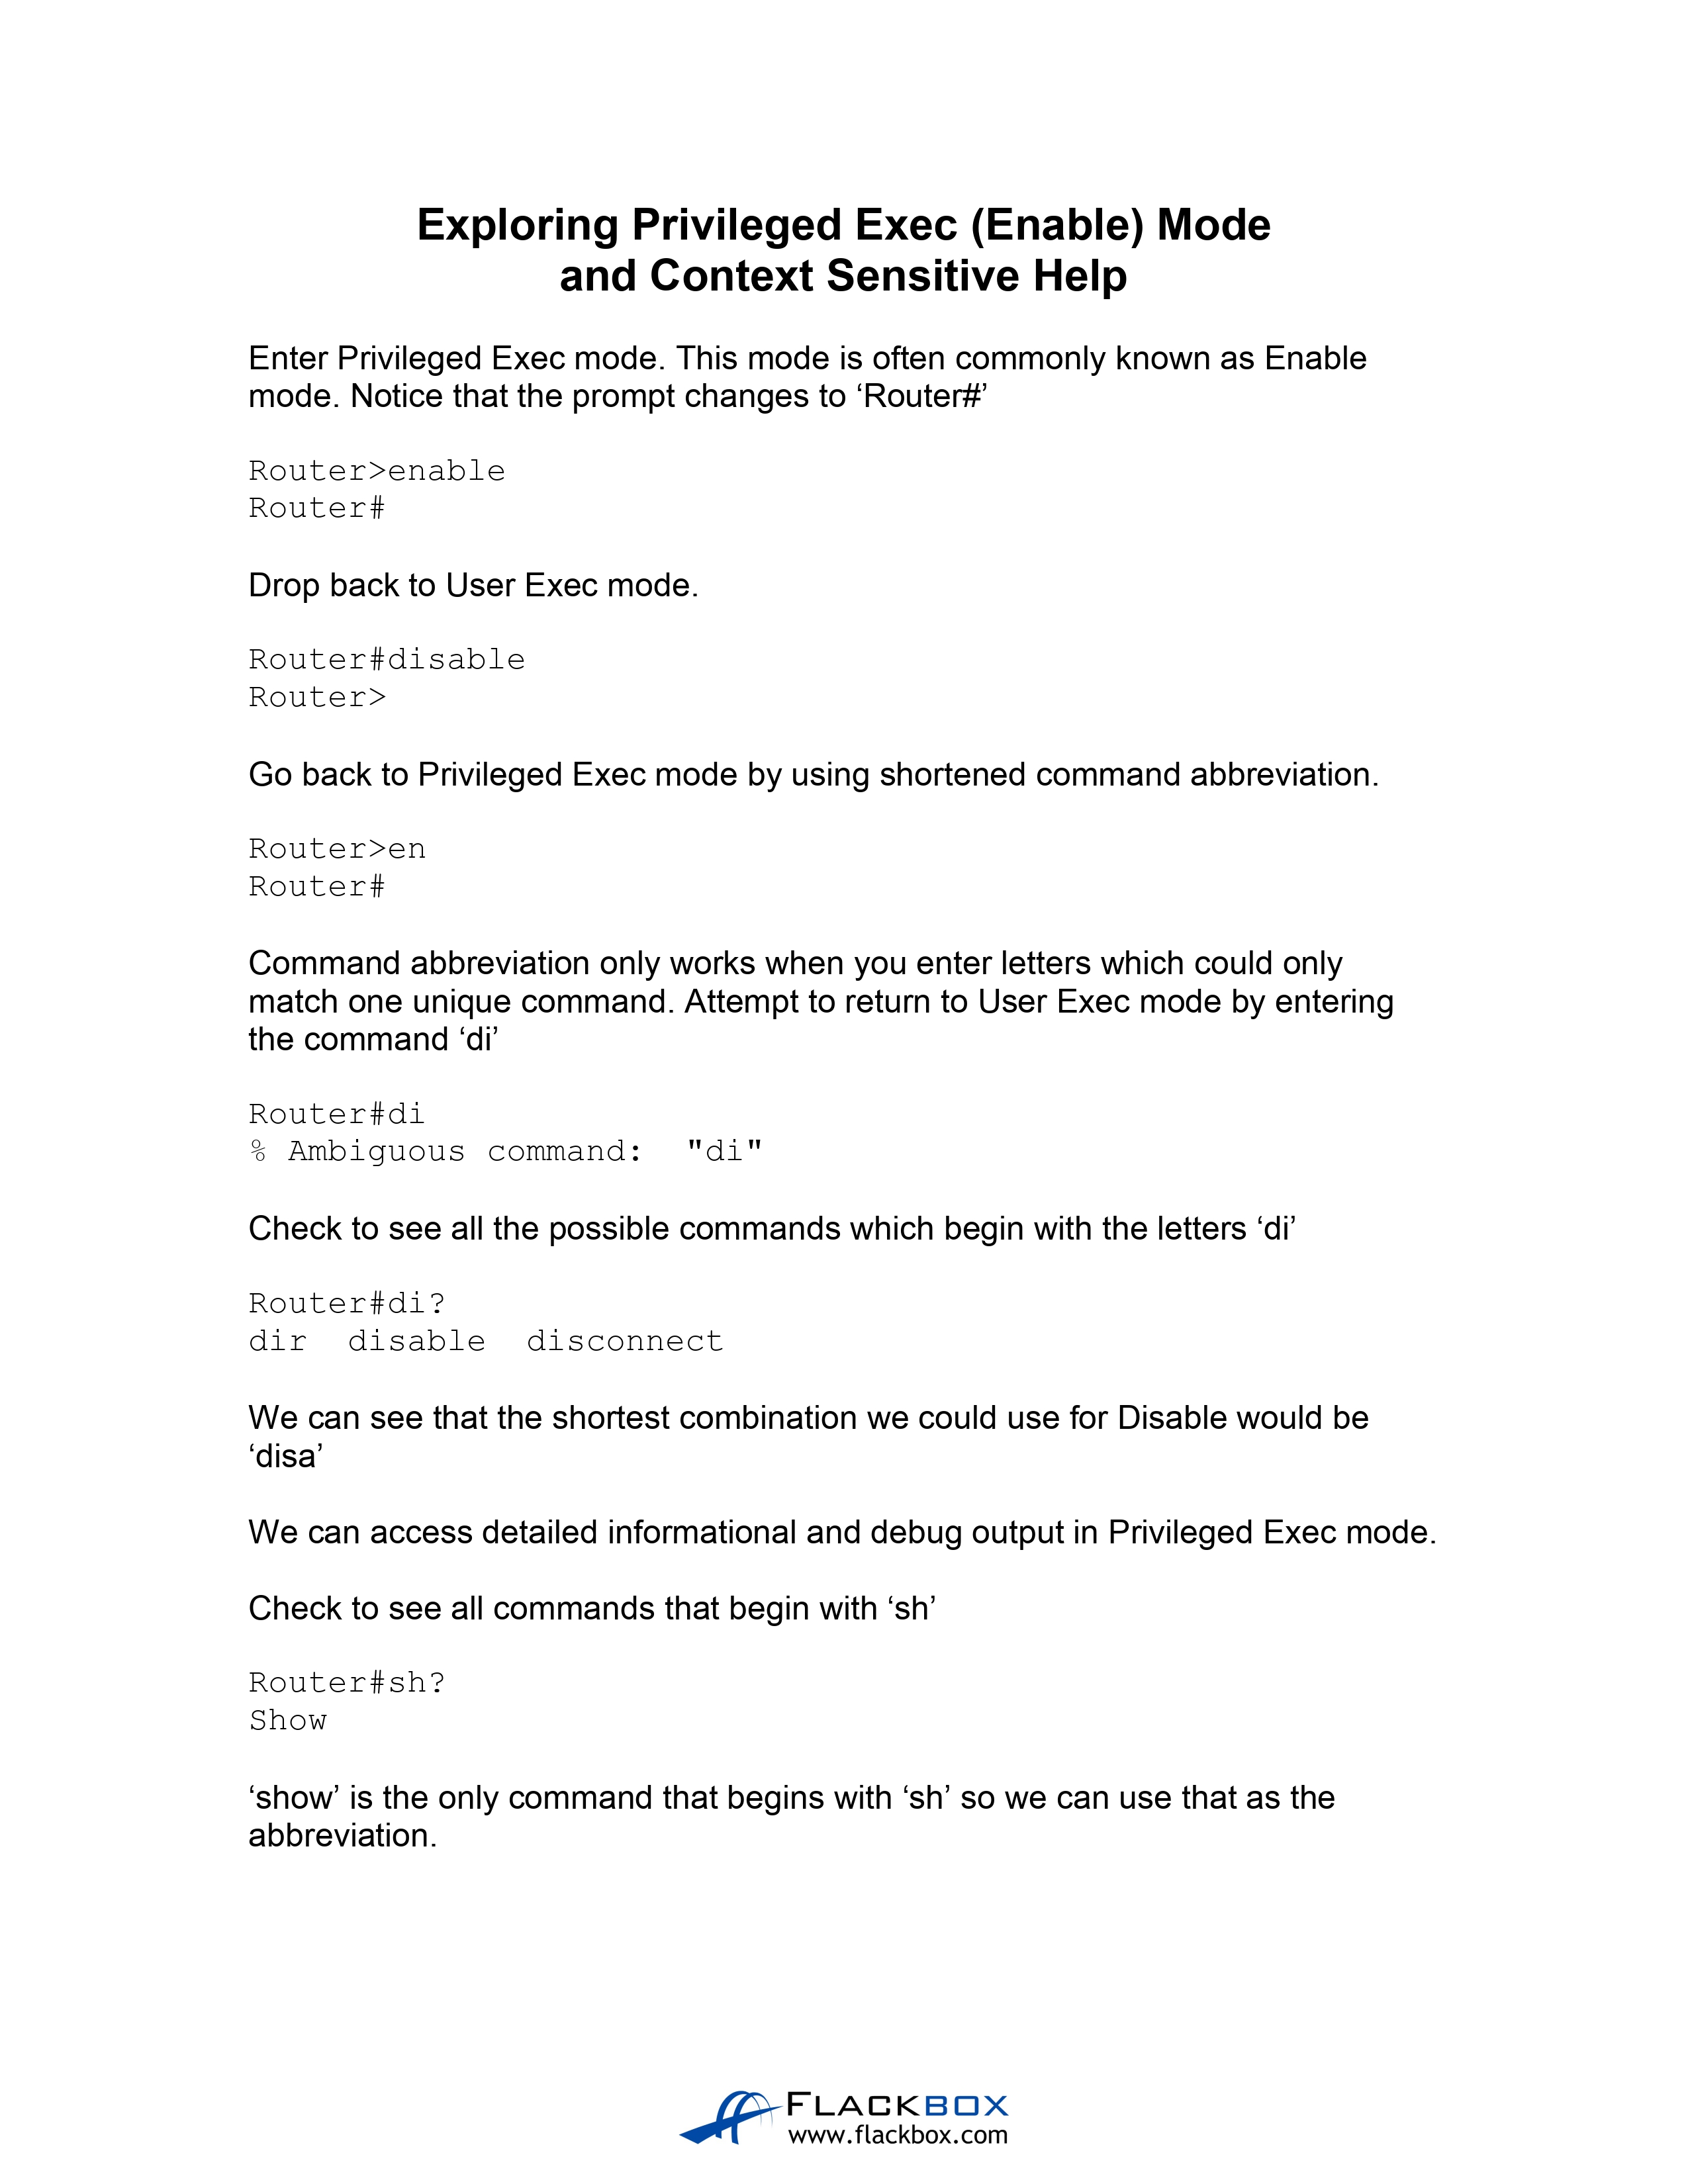 Exploring Privileged Exec (Enable) Mode
and Context Sensitive Help
Enter Privileged Exec mode. This mode is often commonly known as Enable
mode. Notice that the prompt changes to ‘Router#’
Router>enable
Router#
Drop back to User Exec mode.
Router#disable
Router>
Go back to Privileged Exec mode by using shortened command abbreviation.
Router>en
Router#
Command abbreviation only works when you enter letters which could only
match one unique command. Attempt to return to User Exec mode by entering
the command ‘di’
Router#di
% Ambiguous command:  "di"
Check to see all the possible commands which begin with the letters ‘di’
Router#di?
dir  disable  disconnect
We can see that the shortest combination we could use for Disable would be
‘disa’
We can access detailed informational and debug output in Privileged Exec mode.
Check to see all commands that begin with ‘sh’
Router#sh?
Show
‘show’ is the only command that begins with ‘sh’ so we can use that as the
abbreviation.
FLACKBOX
www.flackbox.com